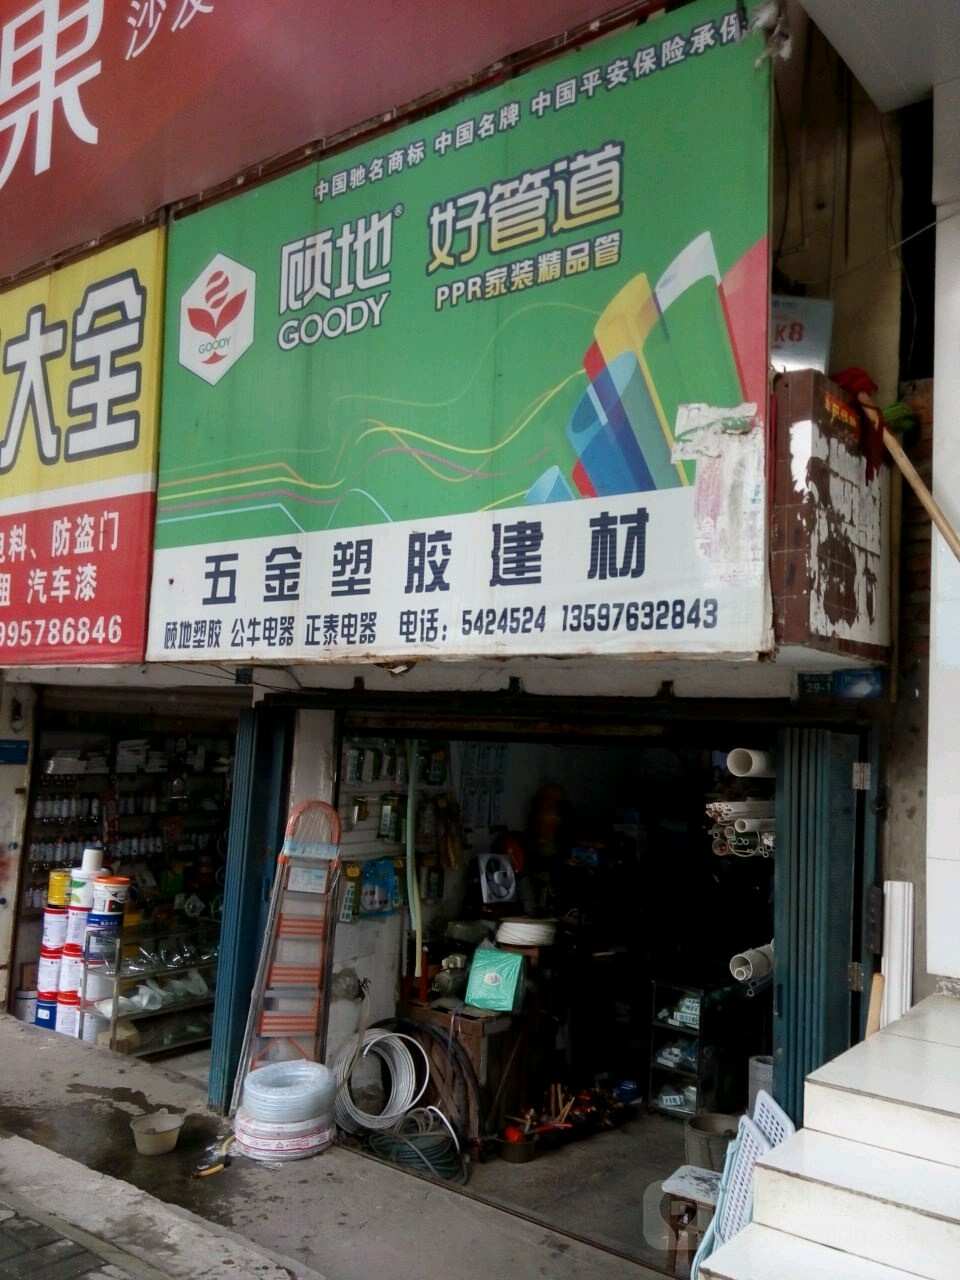 果
沙发
中国驰名商标 中国名牌 中国平安保险承保
顾地®
GOODY
好管道
PPR家装精品管
GOODY
大全
料、防盗门
汽车漆
995786846
五金塑胶建材
顾地塑胶 公牛电器 正泰电器 电话：5424524 13597632843
K8
29-1